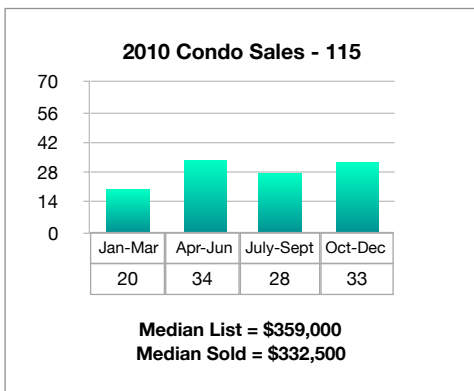 2010 Condo Sales - 115
70
56
42
28
14
0
Jan-Mar Apr-Jun July-Sept Oct-Dec
20 34 28 33
Median List = $359,000
Median Sold = $332,500